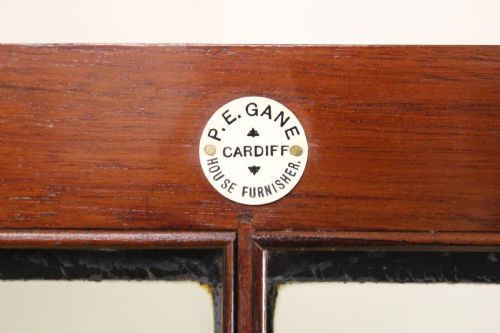 P.E. GANE
CARDIFF
HOUSE FURNISHER.